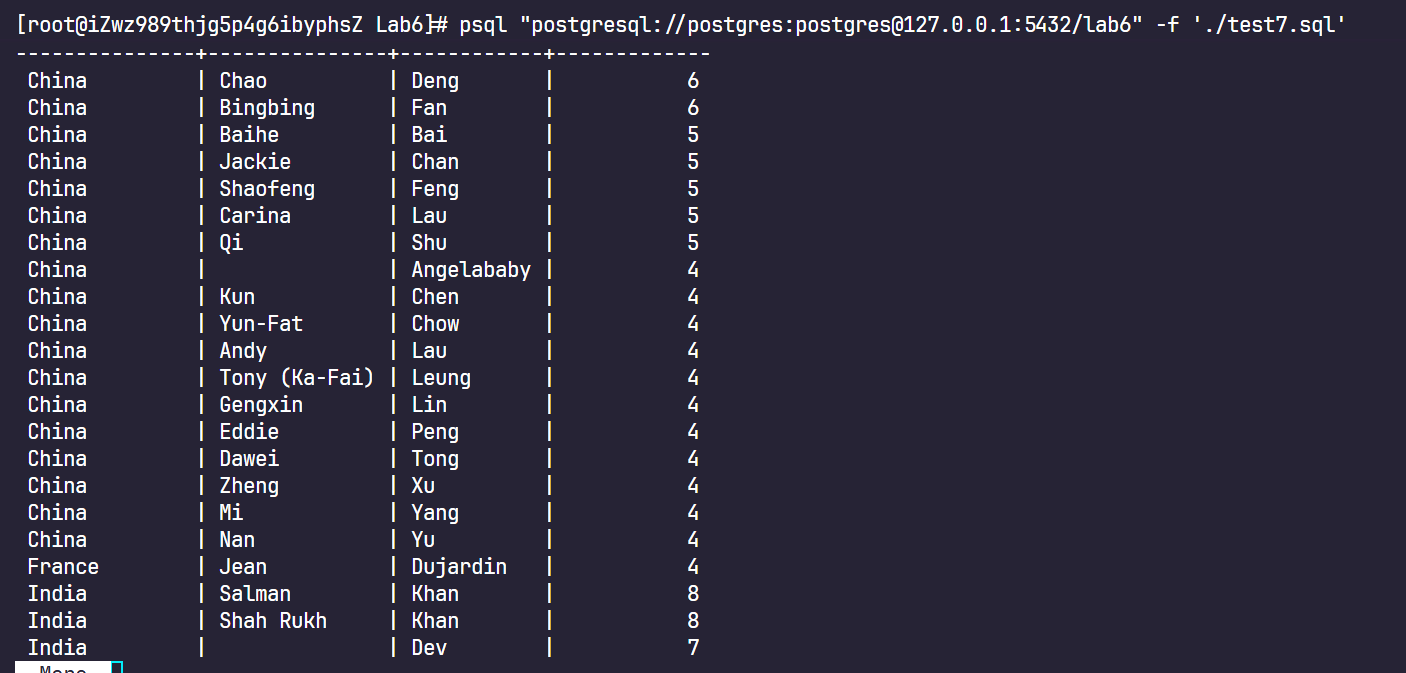 [root@iZwz989thjg5p4g6ibyphsZ Lab6]# psql "postgresql://postgres:postgres@127.0.0.1:5432/lab6" -f './test7.sql'
---------------+---------------+------------+-------------
 China         | Chao          | Deng       |           6
 China         | Bingbing      | Fan        |           6
 China         | Baihe         | Bai        |           5
 China         | Jackie        | Chan       |           5
 China         | Shaofeng      | Feng       |           5
 China         | Carina        | Lau        |           5
 China         | Qi            | Shu        |           5
 China         |               | Angelababy |           4
 China         | Kun           | Chen       |           4
 China         | Yun-Fat       | Chow       |           4
 China         | Andy          | Lau        |           4
 China         | Tony (Ka-Fai) | Leung      |           4
 China         | Gengxin       | Lin        |           4
 China         | Eddie         | Peng       |           4
 China         | Dawei         | Tong       |           4
 China         | Zheng         | Xu         |           4
 China         | Mi            | Yang       |           4
 China         | Nan           | Yu         |           4
 France        | Jean          | Dujardin   |           4
 India         | Salman        | Khan       |           8
 India         | Shah Rukh     | Khan       |           8
 India         |               | Dev        |           7